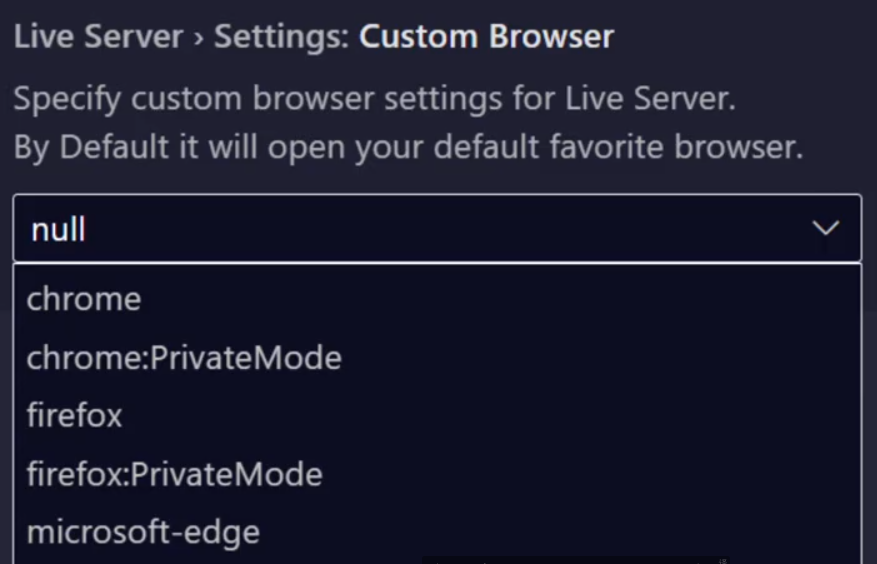 Live Server › Settings: Custom Browser
Specify custom browser settings for Live Server.
By Default it will open your default favorite browser.
null
chrome
chrome:PrivateMode
firefox
firefox:PrivateMode
microsoft-edge